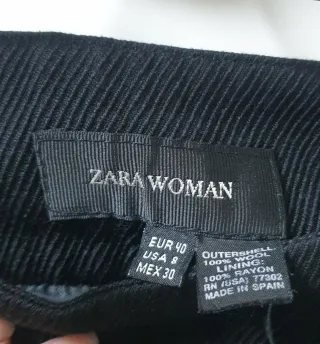 ZARA WOMAN
EUR 40
USA 8
MEX 30
OUTERSHELL
100% WOOL
LINING:
100% RAYON
RN (USA) 77302
MADE IN SPAIN